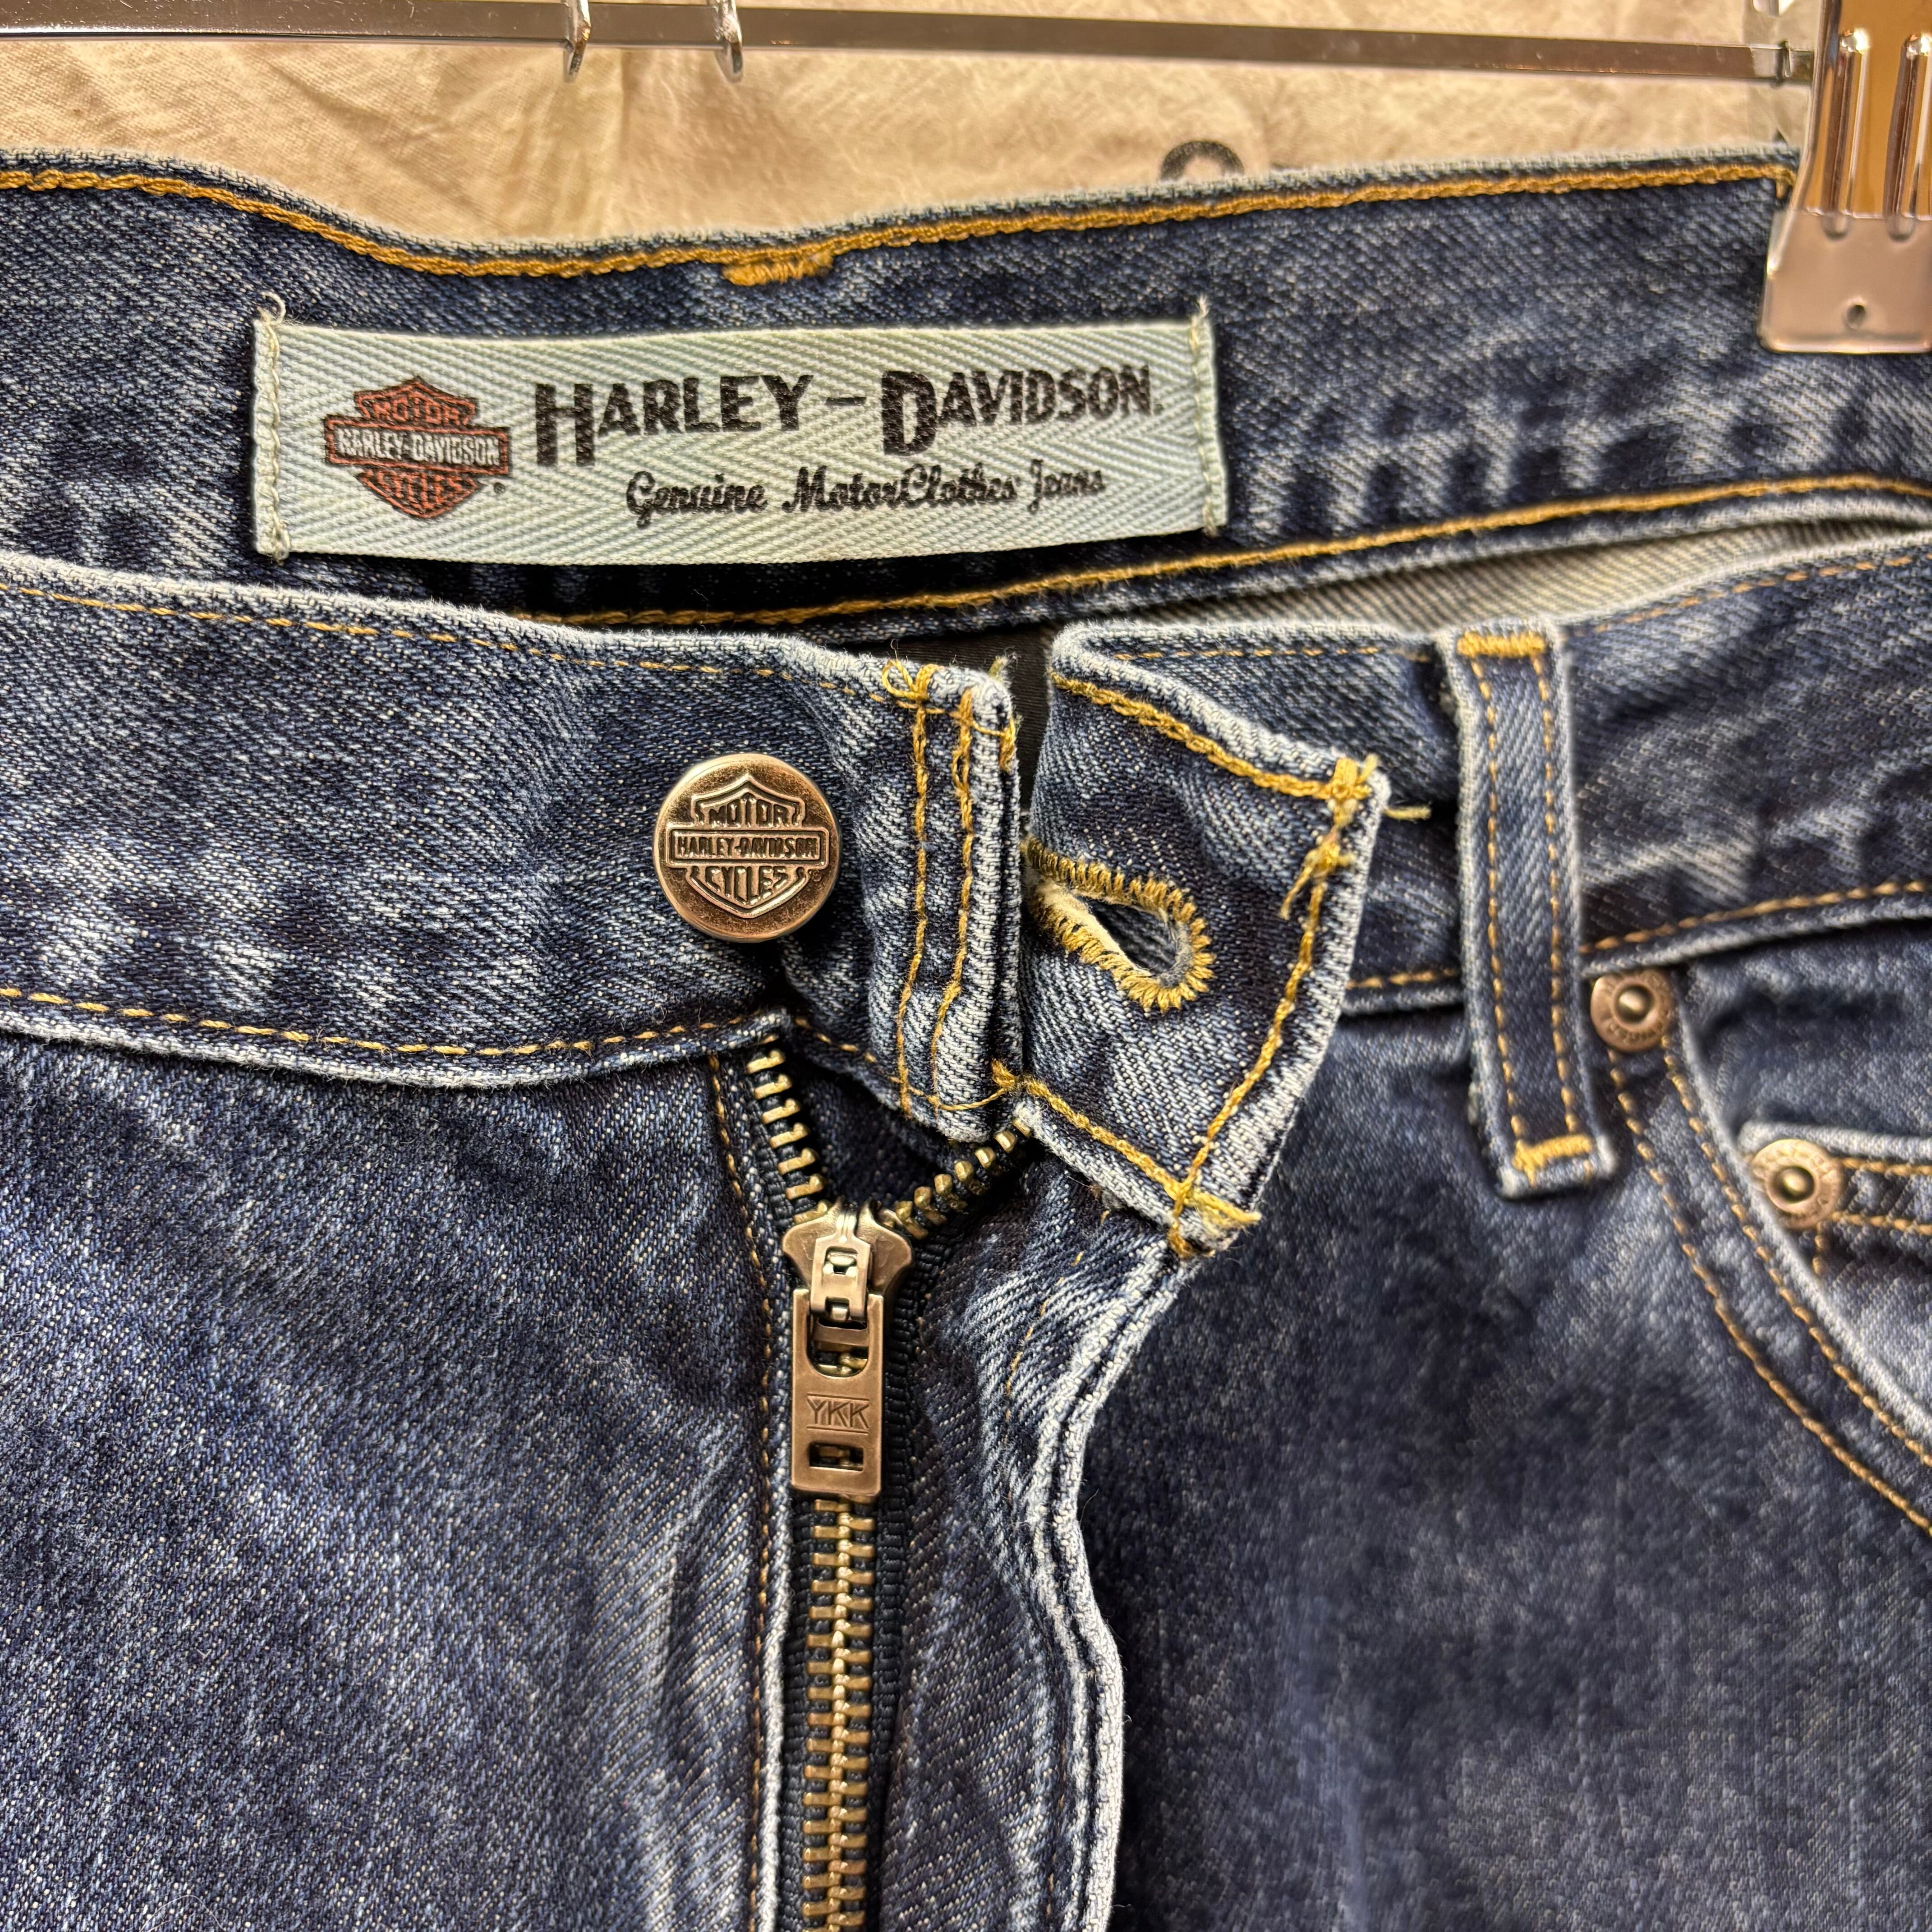 MOTOR
HARLEY-DAVIDSON
CYCLES
HARLEY-DAVIDSON
Genuine MotorClothes Jeans
MOTOR
HARLEY-DAVIDSON
CYCLES
YKK